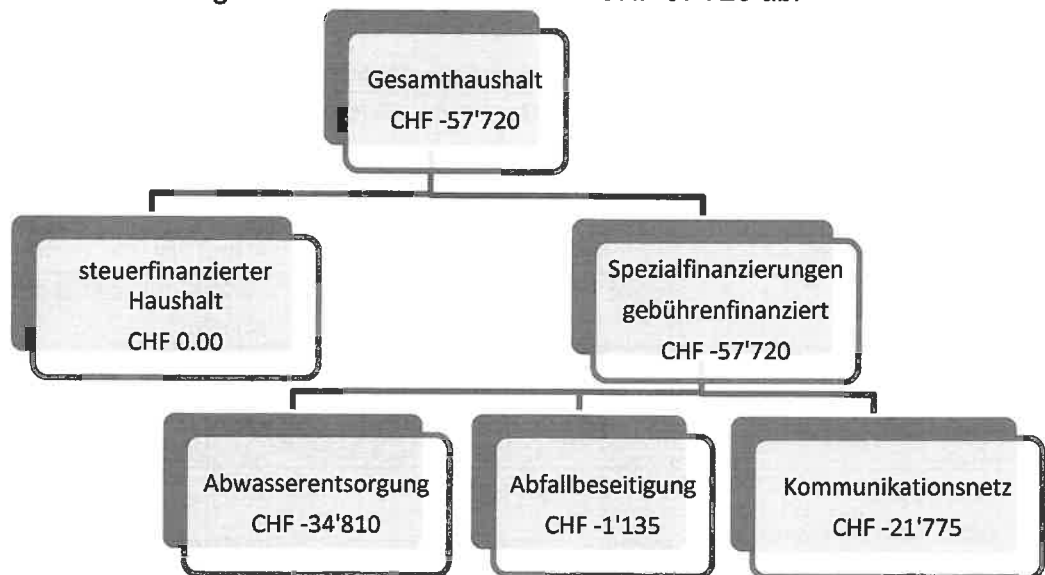 Gesamthaushalt
CHF -57'720
steuerfinanzierter
Haushalt
CHF 0.00
Spezialfinanzierungen
gebührenfinanziert
CHF -57'720
Abwasserentsorgung
CHF -34'810
Abfallbeseitigung
CHF -1'135
Kommunikationsnetz
CHF -21'775